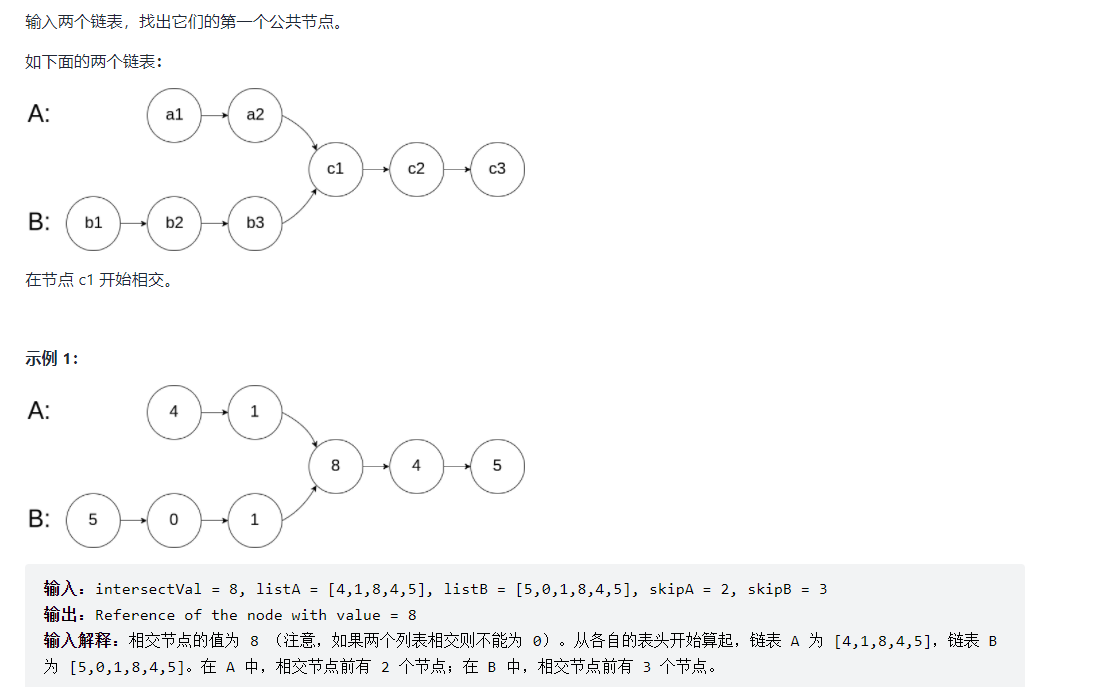 输入两个链表，找出它们的第一个公共节点。
如下面的两个链表：
A:
a1 a2
c1 c2 c3
B: b1 b2 b3
在节点 c1 开始相交。
示例 1：
A:
4 1
8 4 5
B: 5 0 1
输入：intersectVal = 8, listA = [4,1,8,4,5], listB = [5,0,1,8,4,5], skipA = 2, skipB = 3
输出：Reference of the node with value = 8
输入解释：相交节点的值为 8 （注意，如果两个列表相交则不能为 0）。从各自的表头开始算起，链表 A 为 [4,1,8,4,5]，链表 B
为 [5,0,1,8,4,5]。在 A 中，相交节点前有 2 个节点；在 B 中，相交节点前有 3 个节点。